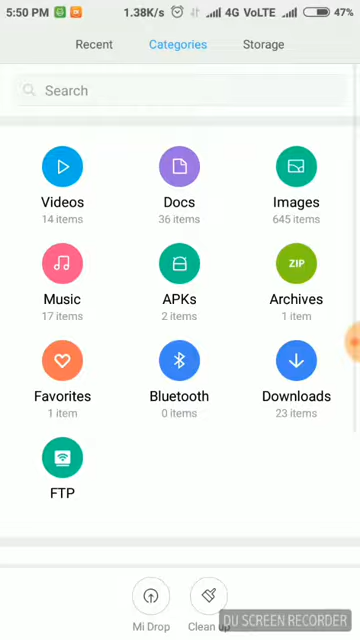 5:50 PM 1.38K/s 4G VoLTE 47%
Recent Categories Storage
Search
Videos Docs Images
14 items 36 items 645 items
ZIP
Music APKs Archives
17 items 2 items 1 item
Favorites Bluetooth Downloads
1 item 0 items 23 items
FTP
Mi Drop Clean up
DU SCREEN RECORDER